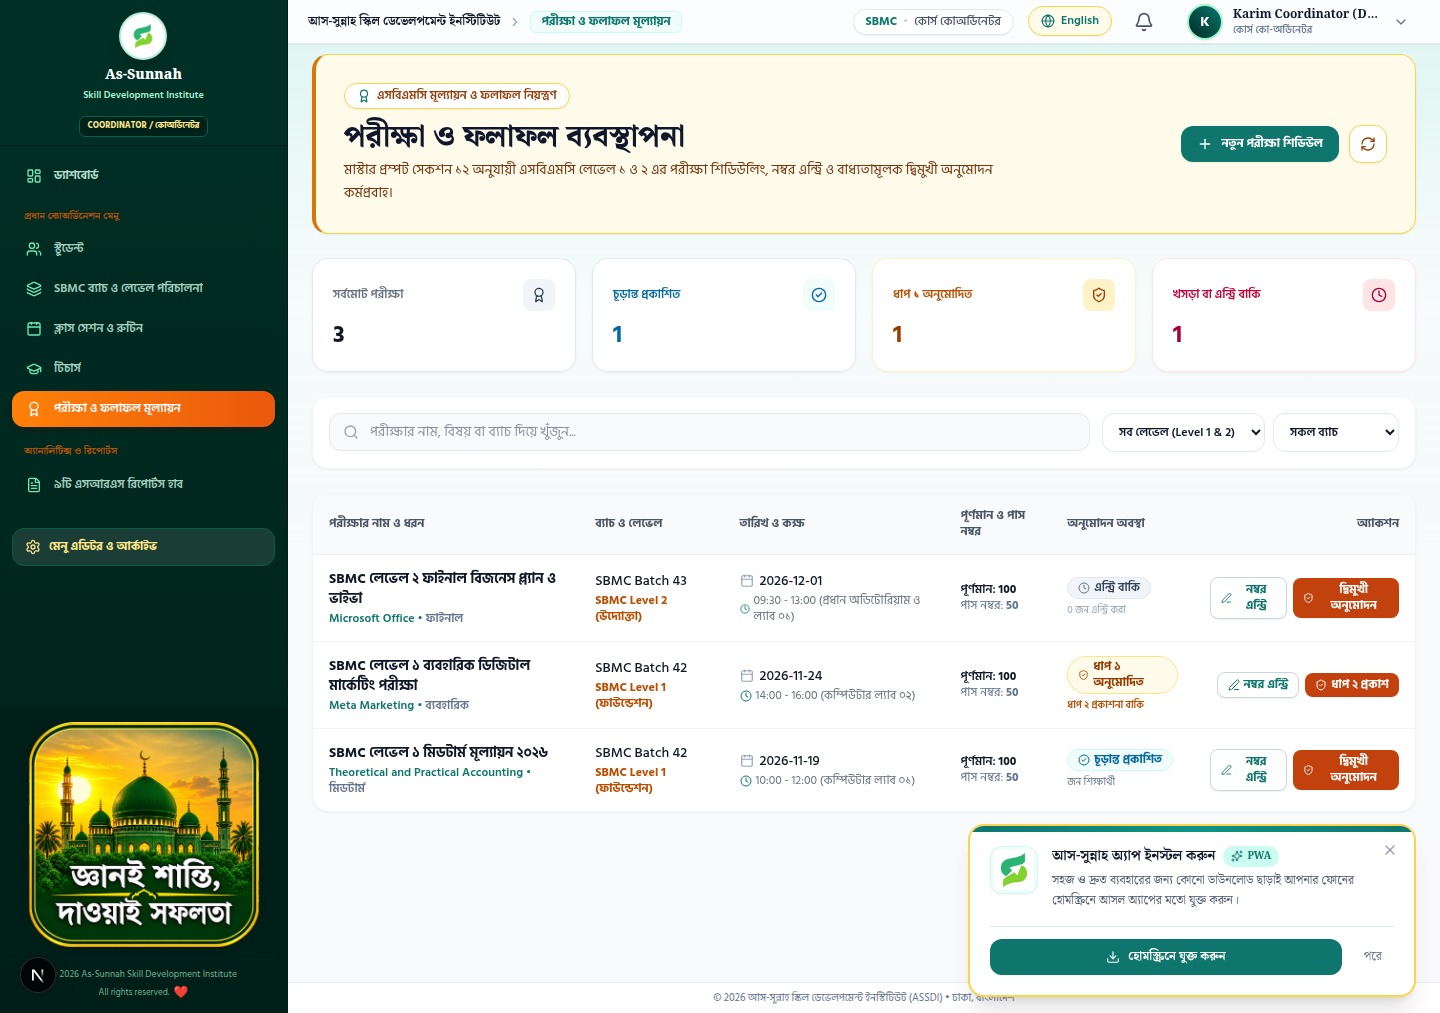 As-Sunnah
Skill Development Institute
COORDINATOR / কোঅর্ডিনেটর
ড্যাশবোর্ড
প্রধান কোঅর্ডিনেশন মেনু
স্টুডেন্ট
SBMC ব্যাচ ও লেভেল পরিচালনা
ক্লাস সেশন ও রুটিন
টিচার্স
পরীক্ষা ও ফলাফল মূল্যায়ন
অ্যানালিটিক্স ও রিপোর্টস
৯টি এসআরএস রিপোর্টস হাব
মেনু এডিটর ও আর্কাইভ
জ্ঞানই শান্তি,
দাওয়াই সফলতা
N
2026 As-Sunnah Skill Development Institute
All rights reserved. ❤️
আস-সুন্নাহ স্কিল ডেভেলপমেন্ট ইনস্টিটিউট > পরীক্ষা ও ফলাফল মূল্যায়ন
SBMC • কোর্স কোঅর্ডিনেটর
English
K
Karim Coordinator (D...
কোর্স কো-অর্ডিনেটর
এসবিএমসি মূল্যায়ন ও ফলাফল নিয়ন্ত্রণ
পরীক্ষা ও ফলাফল ব্যবস্থাপনা
মাস্টার প্রম্পট সেকশন ১২ অনুযায়ী এসবিএমসি লেভেল ১ ও ২ এর পরীক্ষা শিডিউলিং, নম্বর এন্ট্রি ও বাধ্যতামূলক দ্বিমুখী অনুমোদন
কর্মপ্রবাহ।
নতুন পরীক্ষা শিডিউল
সর্বমোট পরীক্ষা
3
চূড়ান্ত প্রকাশিত
1
ধাপ ১ অনুমোদিত
1
খসড়া বা এন্ট্রি বাকি
1
পরীক্ষার নাম, বিষয় বা ব্যাচ দিয়ে খুঁজুন...
সব লেভেল (Level 1 & 2)
সকল ব্যাচ
পরীক্ষার নাম ও ধরন
ব্যাচ ও লেভেল
তারিখ ও কক্ষ
পূর্ণমান ও পাস
নম্বর
অনুমোদন অবস্থা
অ্যাকশন
SBMC লেভেল ২ ফাইনাল বিজনেস প্ল্যান ও
ভাইভা
Microsoft Office • ফাইনাল
SBMC Batch 43
SBMC Level 2
(উদ্যোক্তা)
2026-12-01
09:30 - 13:00 (প্রধান অডিটোরিয়াম ও
ল্যাব ০১)
পূর্ণমান: 100
পাস নম্বর: 50
এন্ট্রি বাকি
০ জন এন্ট্রি করা
নম্বর
এন্ট্রি
দ্বিমুখী
অনুমোদন
SBMC লেভেল ১ ব্যবহারিক ডিজিটাল
মার্কেটিং পরীক্ষা
Meta Marketing • ব্যবহারিক
SBMC Batch 42
SBMC Level 1
(ফাউন্ডেশন)
2026-11-24
14:00 - 16:00 (কম্পিউটার ল্যাব ০২)
পূর্ণমান: 100
পাস নম্বর: 50
ধাপ ১
অনুমোদিত
ধাপ ২ প্রকাশনা বাকি
নম্বর এন্ট্রি
ধাপ ২ প্রকাশ
SBMC লেভেল ১ মিডটার্ম মূল্যায়ন ২০২৬
Theoretical and Practical Accounting •
মিডটার্ম
SBMC Batch 42
SBMC Level 1
(ফাউন্ডেশন)
2026-11-19
10:00 - 12:00 (কম্পিউটার ল্যাব ০১)
পূর্ণমান: 100
পাস নম্বর: 50
চূড়ান্ত প্রকাশিত
জন শিক্ষার্থী
নম্বর
এন্ট্রি
দ্বিমুখী
অনুমোদন
আস-সুন্নাহ অ্যাপ ইনস্টল করুন
PWA
সহজ ও দ্রুত ব্যবহারের জন্য কোনো ডাউনলোড ছাড়াই আপনার ফোনের
হোমস্ক্রিনে আসল অ্যাপের মতো যুক্ত করুন।
হোমস্ক্রিনে যুক্ত করুন
পরে
© 2026 আস-সুন্নাহ স্কিল ডেভেলপমেন্ট ইনস্টিটিউট (ASSDI) • ঢাকা, বাংলাদেশ